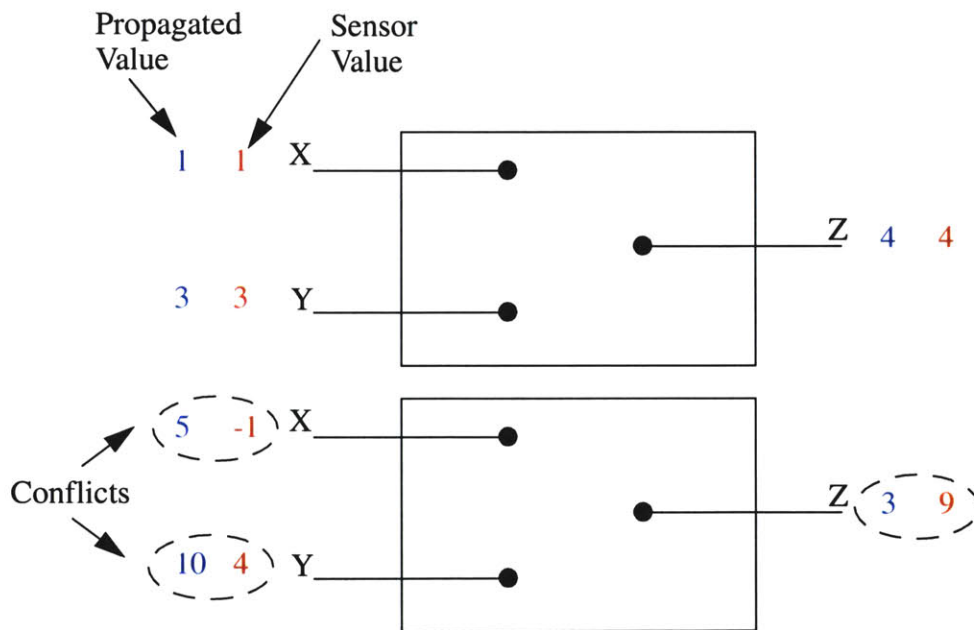 Propagated
Value
Sensor
Value
1 1 X
Z 4 4
3 3 Y
5 -1 X
Conflicts
Z 3 9
10 4 Y